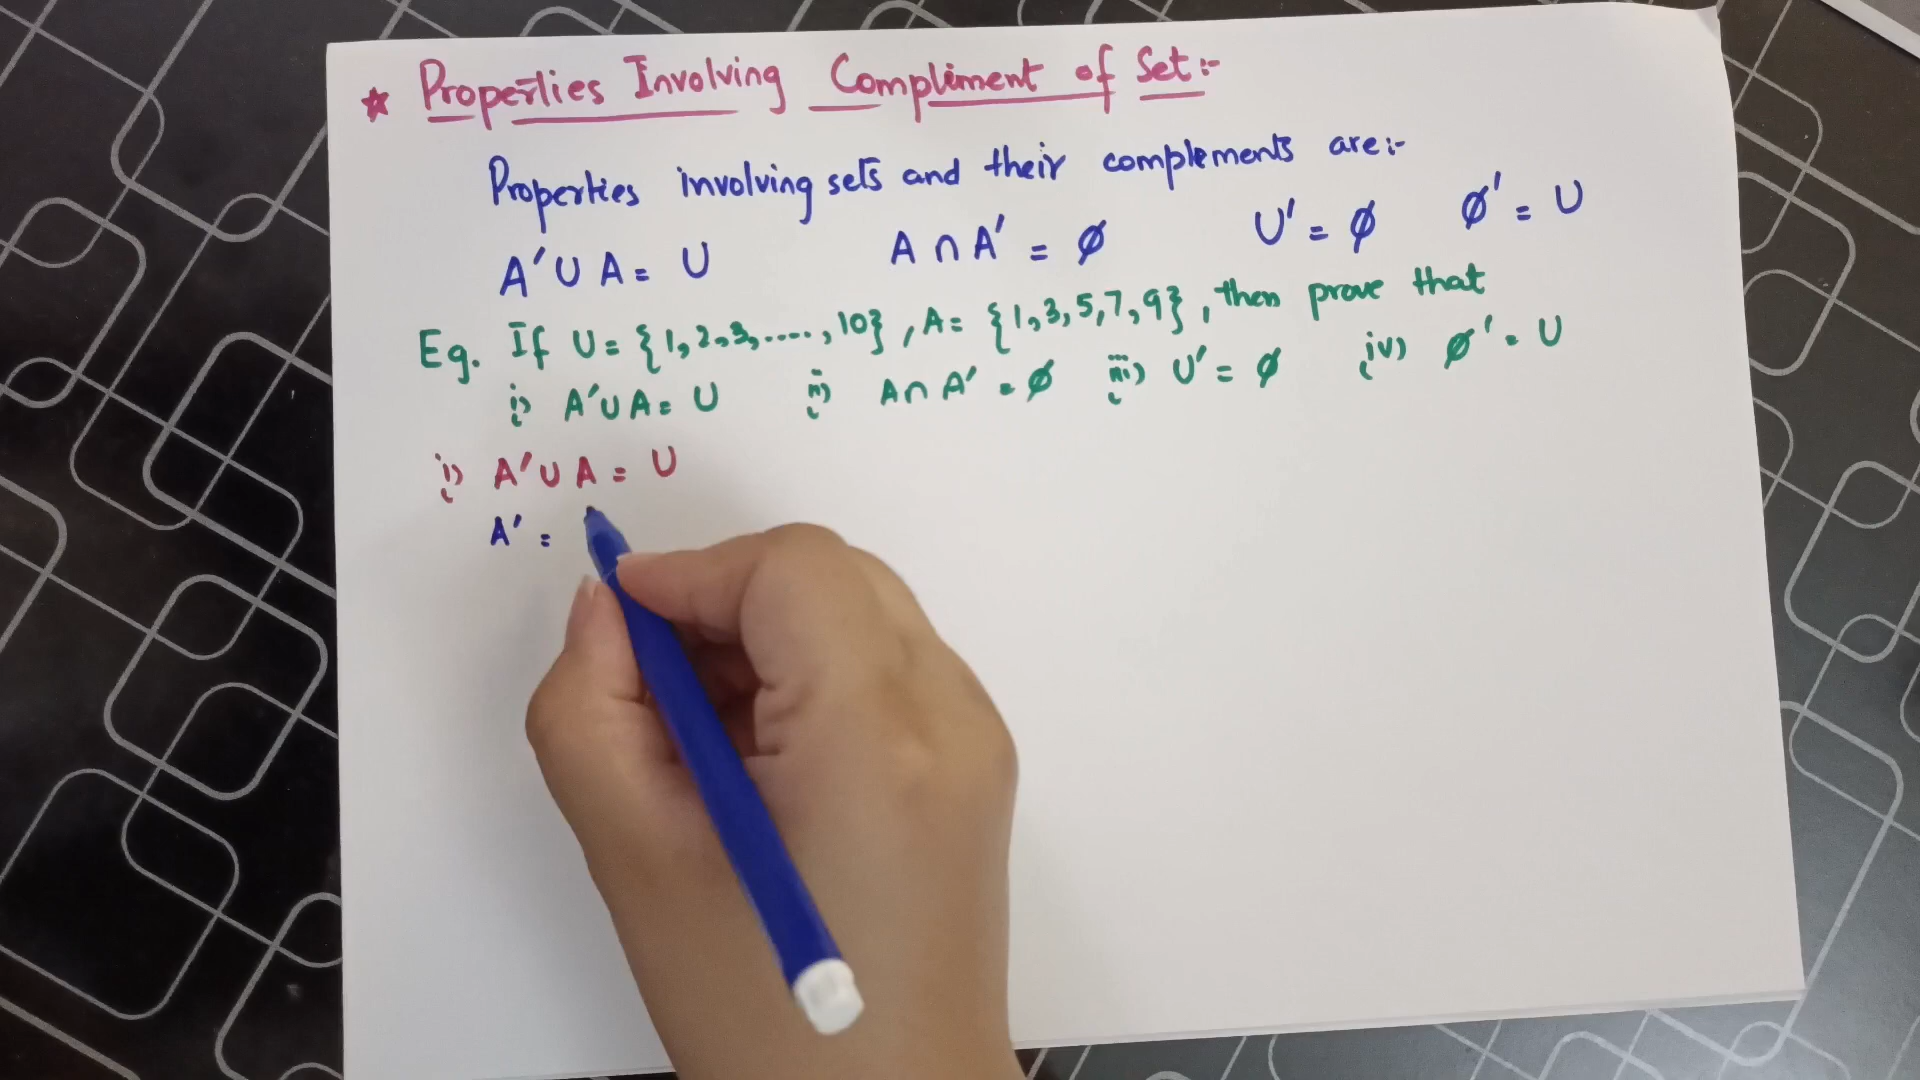 * Properties Involving Compliment of Set:-
Properties involving sets and their complements are:-
A' ∪ A = U    A ∩ A' = ϕ    U' = ϕ    ϕ' = U
Eg. If U = {1,2,3,....,10}, A = {1,3,5,7,9}, then prove that
i) A'∪A = U    ii) A∩A' = ϕ    iii) U' = ϕ    iv) ϕ' = U
i) A'∪A = U
A' =